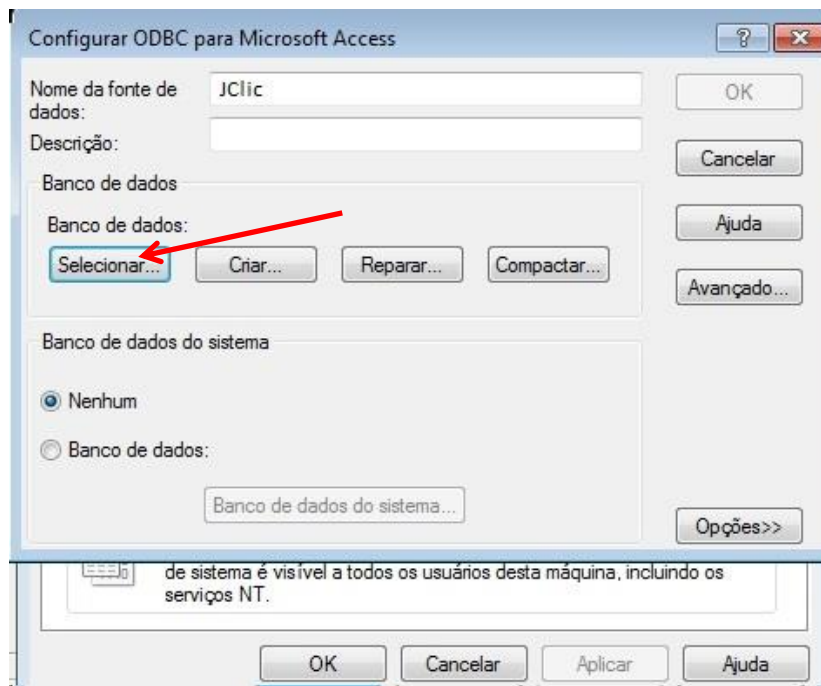 Configurar ODBC para Microsoft Access
Nome da fonte de dados:
JClic
OK
Descrição:
Cancelar
Banco de dados
Banco de dados:
Ajuda
Selecionar...
Criar...
Reparar...
Compactar...
Avançado...
Banco de dados do sistema
Nenhum
Banco de dados:
Banco de dados do sistema...
Opções>>
de sistema é visível a todos os usuários desta máquina, incluindo os
serviços NT.
OK
Cancelar
Aplicar
Ajuda